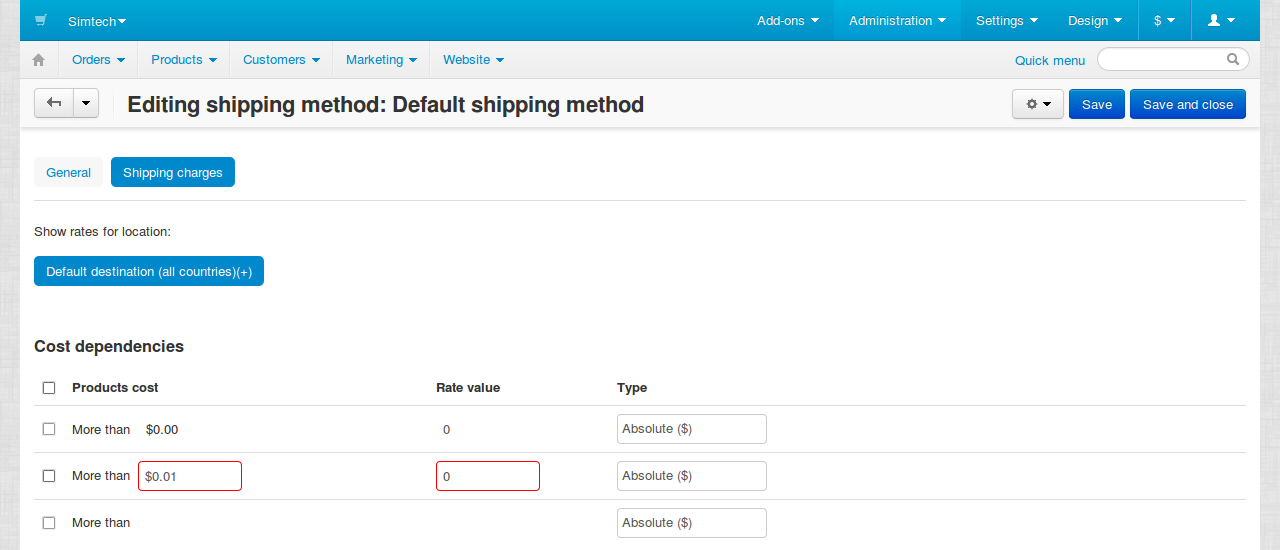 Simtech Add-ons Administration Settings Design $
Orders Products Customers Marketing Website Quick menu
Editing shipping method: Default shipping method Save Save and close
General Shipping charges
Show rates for location:
Default destination (all countries)(+)
Cost dependencies
Products cost Rate value Type
More than $0.00 0 Absolute ($)
More than $0.01 0 Absolute ($)
More than Absolute ($)